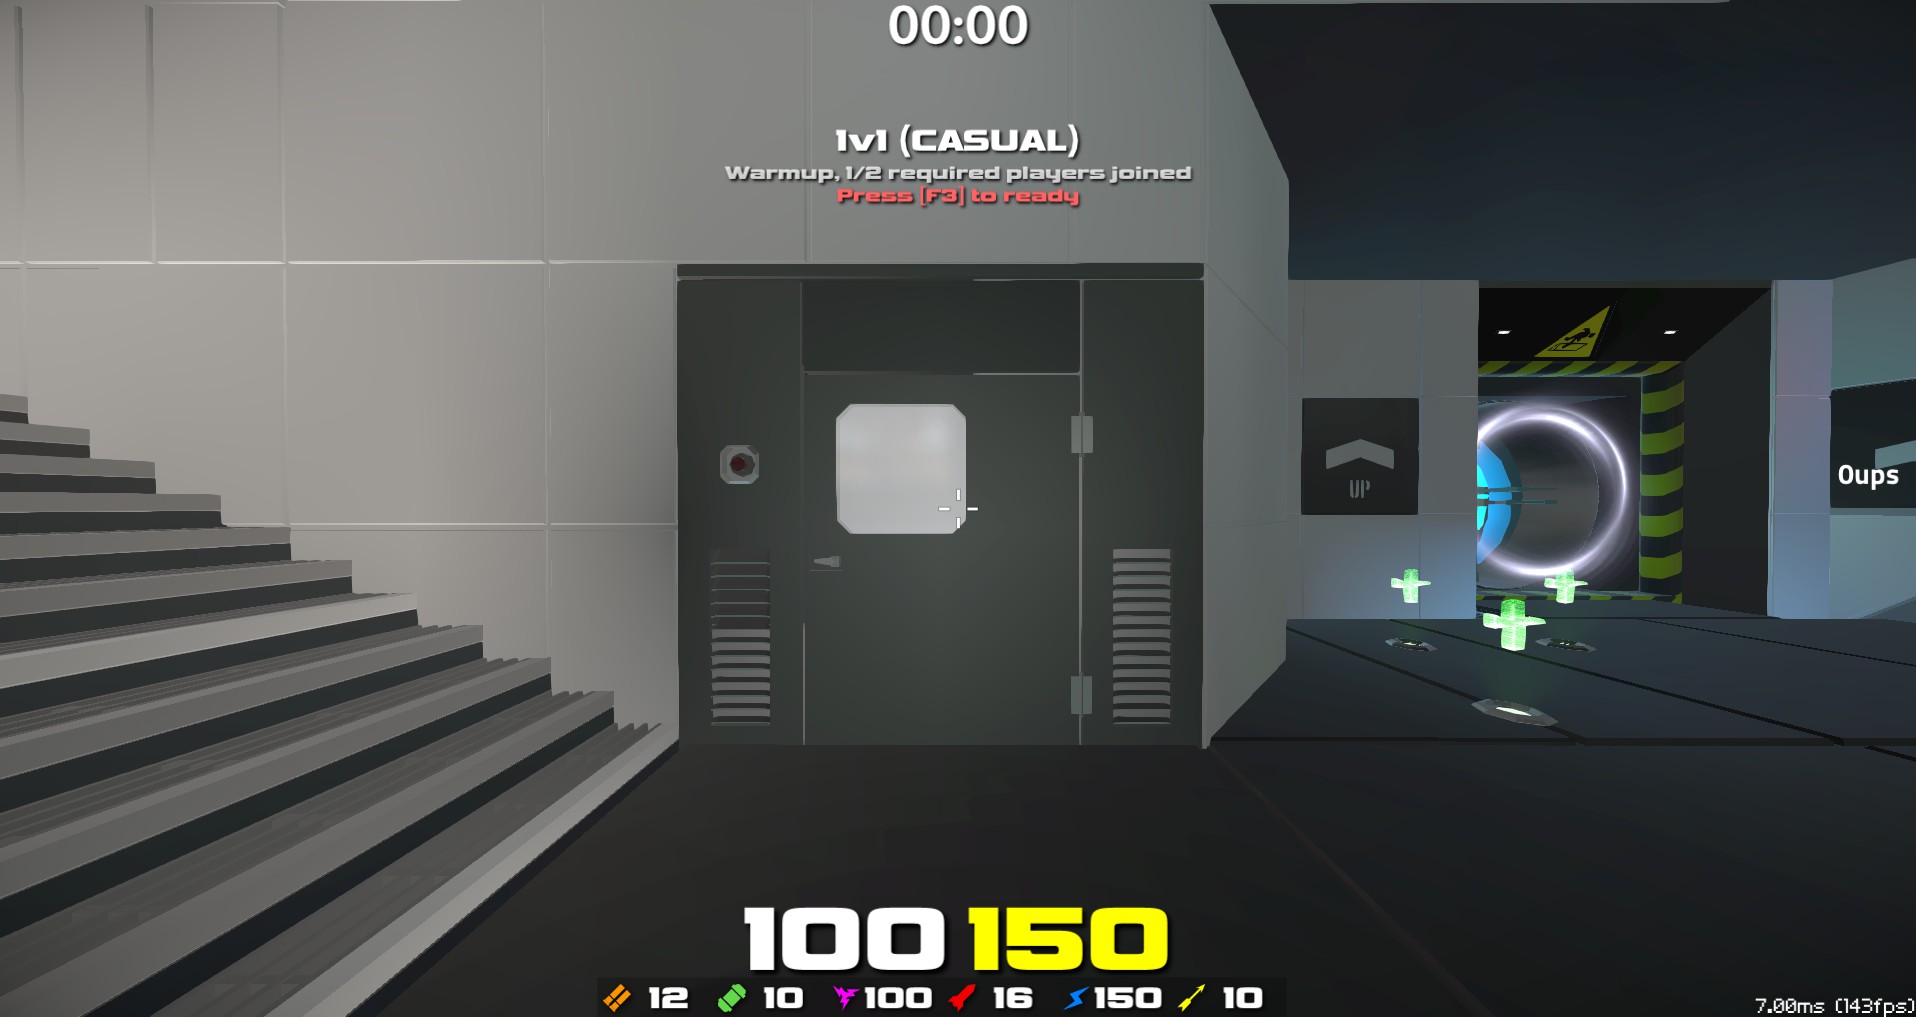 00:00
1v1 (CASUAL)
Warmup, 1/2 required players joined
Press [F3] to ready
UP
Oups
100 150
12 10 100 16 150 10
7.00ms (143fps)